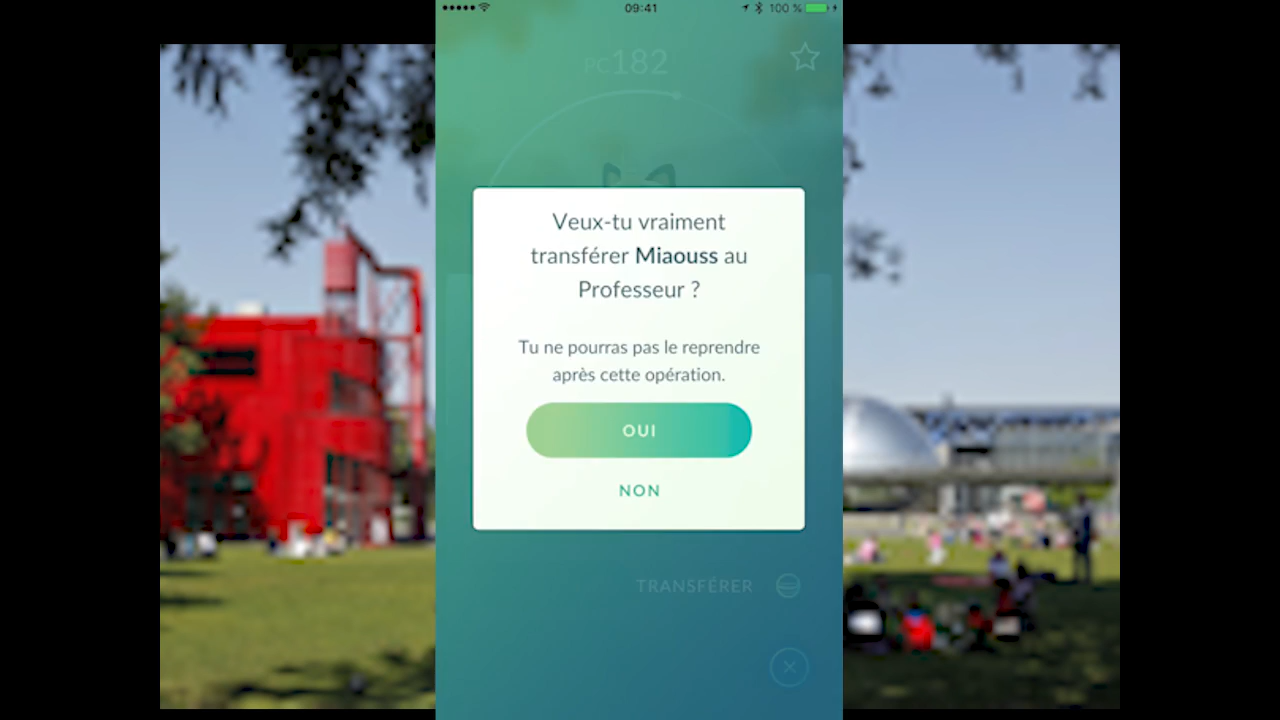 09:41
100 %
PC182
Veux-tu vraiment
transférer Miaouss au
Professeur ?
Tu ne pourras pas le reprendre
après cette opération.
OUI
NON
TRANSFÉRER